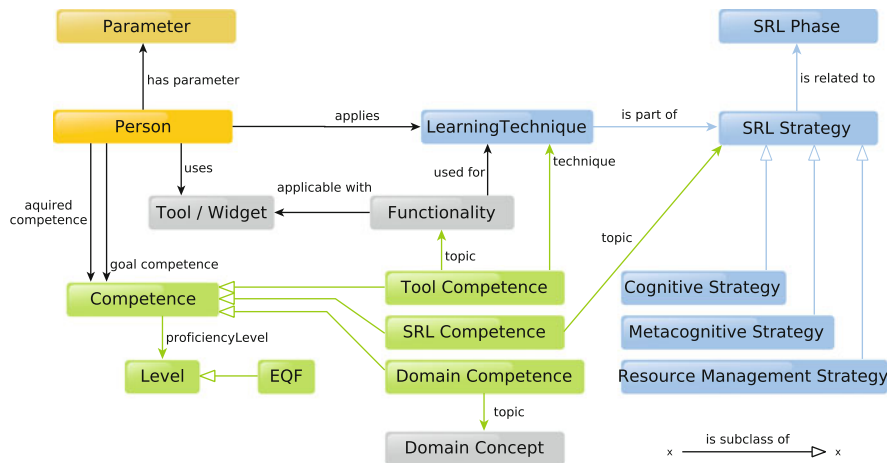 Parameter
SRL Phase
has parameter
is related to
Person
applies
LearningTechnique
is part of
SRL Strategy
uses
applicable with
used for
technique
aquired
competence
Tool / Widget
Functionality
topic
topic
goal competence
Competence
Tool Competence
Cognitive Strategy
proficiencyLevel
SRL Competence
Metacognitive Strategy
Level
EQF
Domain Competence
Resource Management Strategy
topic
Domain Concept
x
is subclass of
x